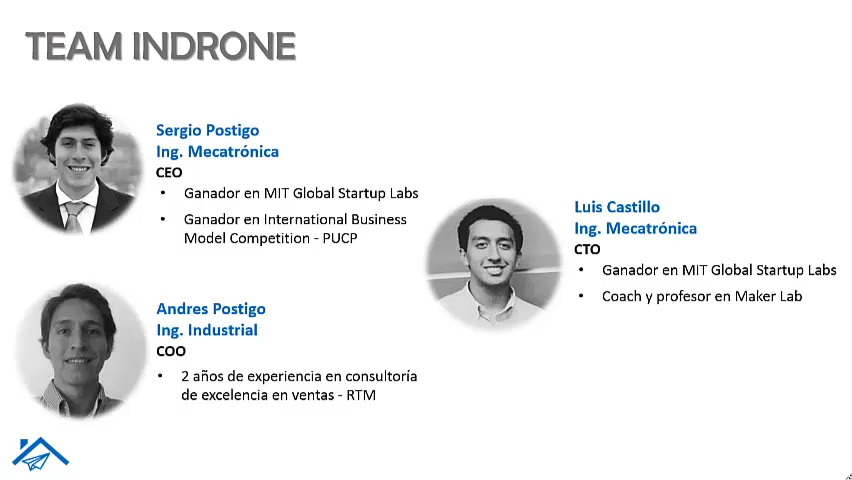 TEAM INDRONE
Sergio Postigo
Ing. Mecatrónica
CEO
• Ganador en MIT Global Startup Labs
• Ganador en International Business
Model Competition - PUCP
Andres Postigo
Ing. Industrial
COO
• 2 años de experiencia en consultoría
de excelencia en ventas - RTM
Luis Castillo
Ing. Mecatrónica
CTO
• Ganador en MIT Global Startup Labs
• Coach y profesor en Maker Lab